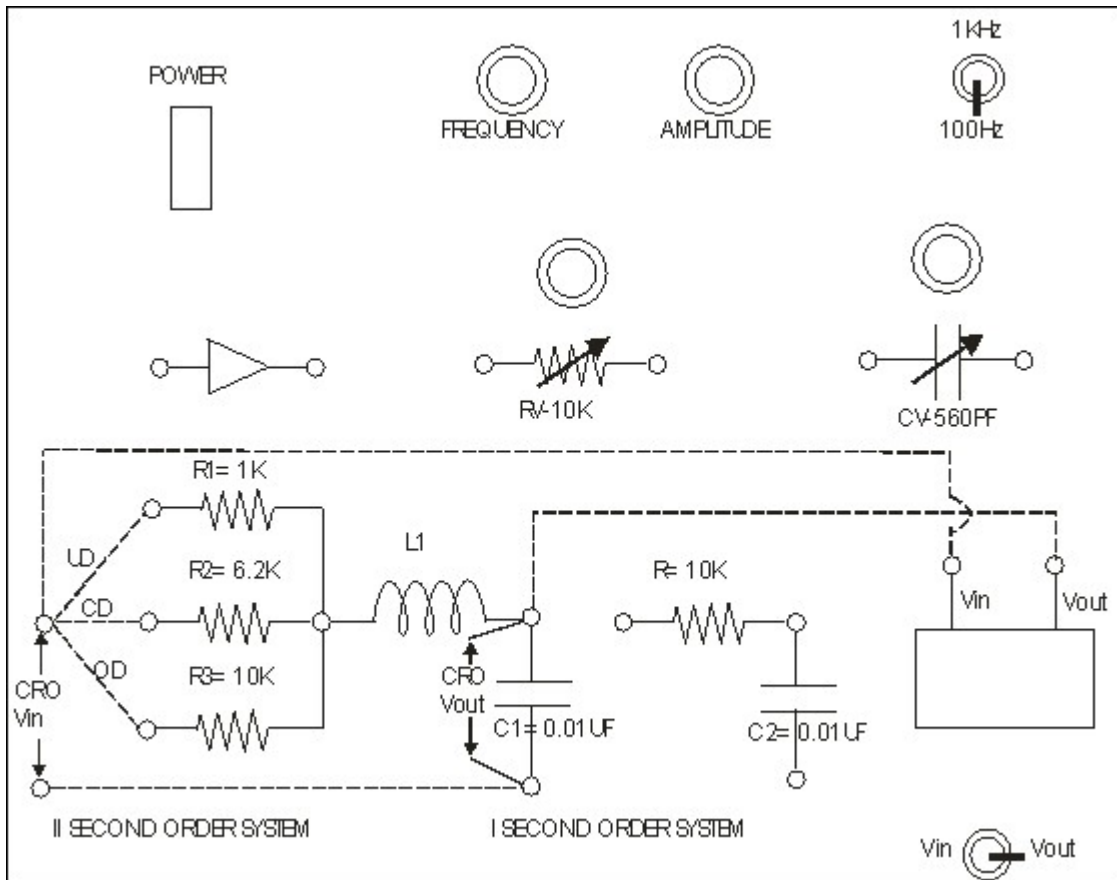 1KHz
POWER
FREQUENCY
AMPLITUDE
100Hz
RV-10K
CV-560PF
R1= 1K
L1
UD
R2= 6.2K
R= 10K
CD
Vin
Vout
OD
R3= 10K
CRO
Vin
CRO
Vout
C1= 0.01UF
C2= 0.01UF
II SECOND ORDER SYSTEM
I SECOND ORDER SYSTEM
Vin
Vout